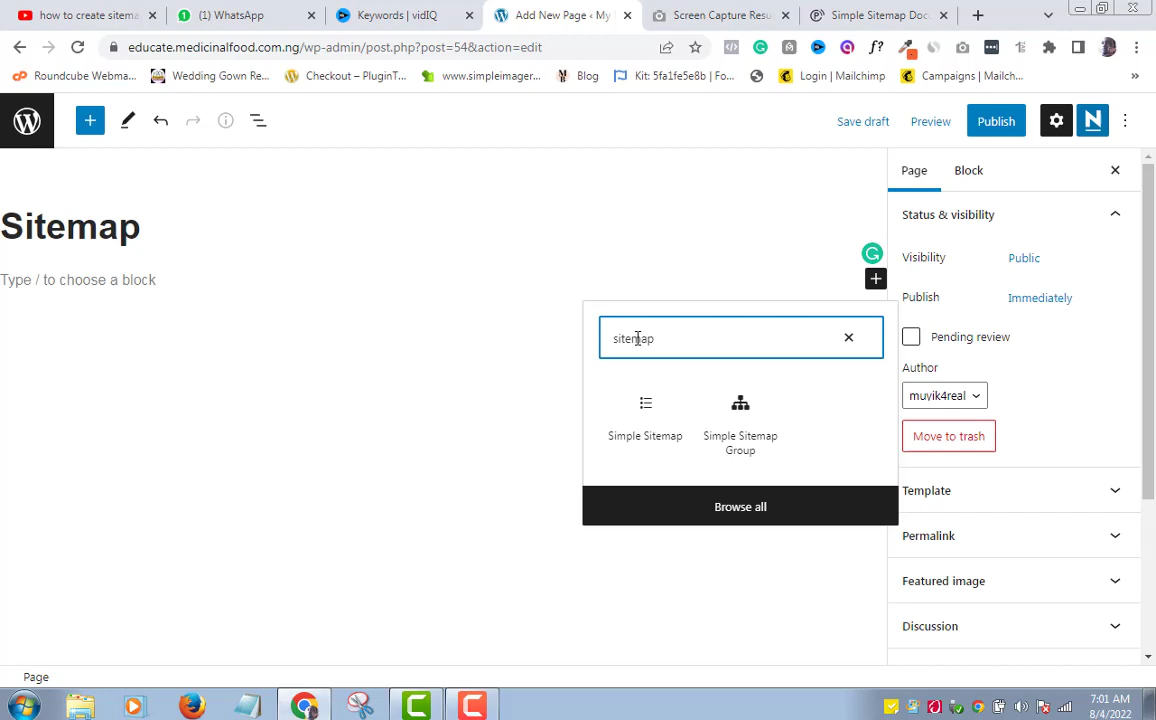 how to create sitema
(1) WhatsApp
Keywords | vidIQ
Add New Page ‹ My
Screen Capture Resu
Simple Sitemap Doc
educate.medicinalfood.com.ng/wp-admin/post.php?post=54&action=edit
Roundcube Webma...
Wedding Gown Re...
Checkout – PluginT...
www.simpleimager...
Blog
Kit: 5fa1fe5e8b | Fo...
Login | Mailchimp
Campaigns | Mailch...
Save draft
Preview
Publish
Page
Block
Sitemap
Status & visibility
Visibility
Public
Type / to choose a block
Publish
Immediately
sitemap
Pending review
Author
muyik4real
Simple Sitemap
Simple Sitemap
Group
Move to trash
Browse all
Template
Permalink
Featured image
Discussion
Page
7:01 AM
8/4/2022